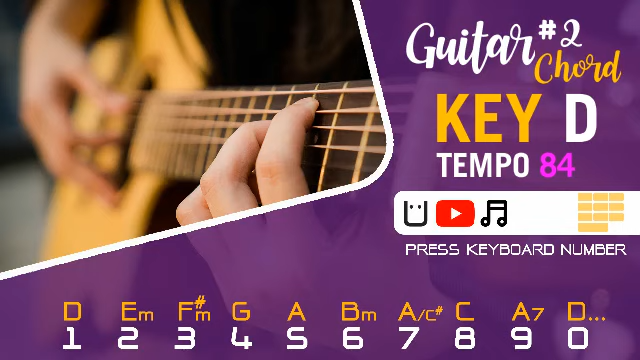 Guitar #2
Chord
KEY D
TEMPO 84
PRESS KEYBOARD NUMBER
D Em F#m G A Bm A/C# C A7 D...
1 2 3 4 5 6 7 8 9 0